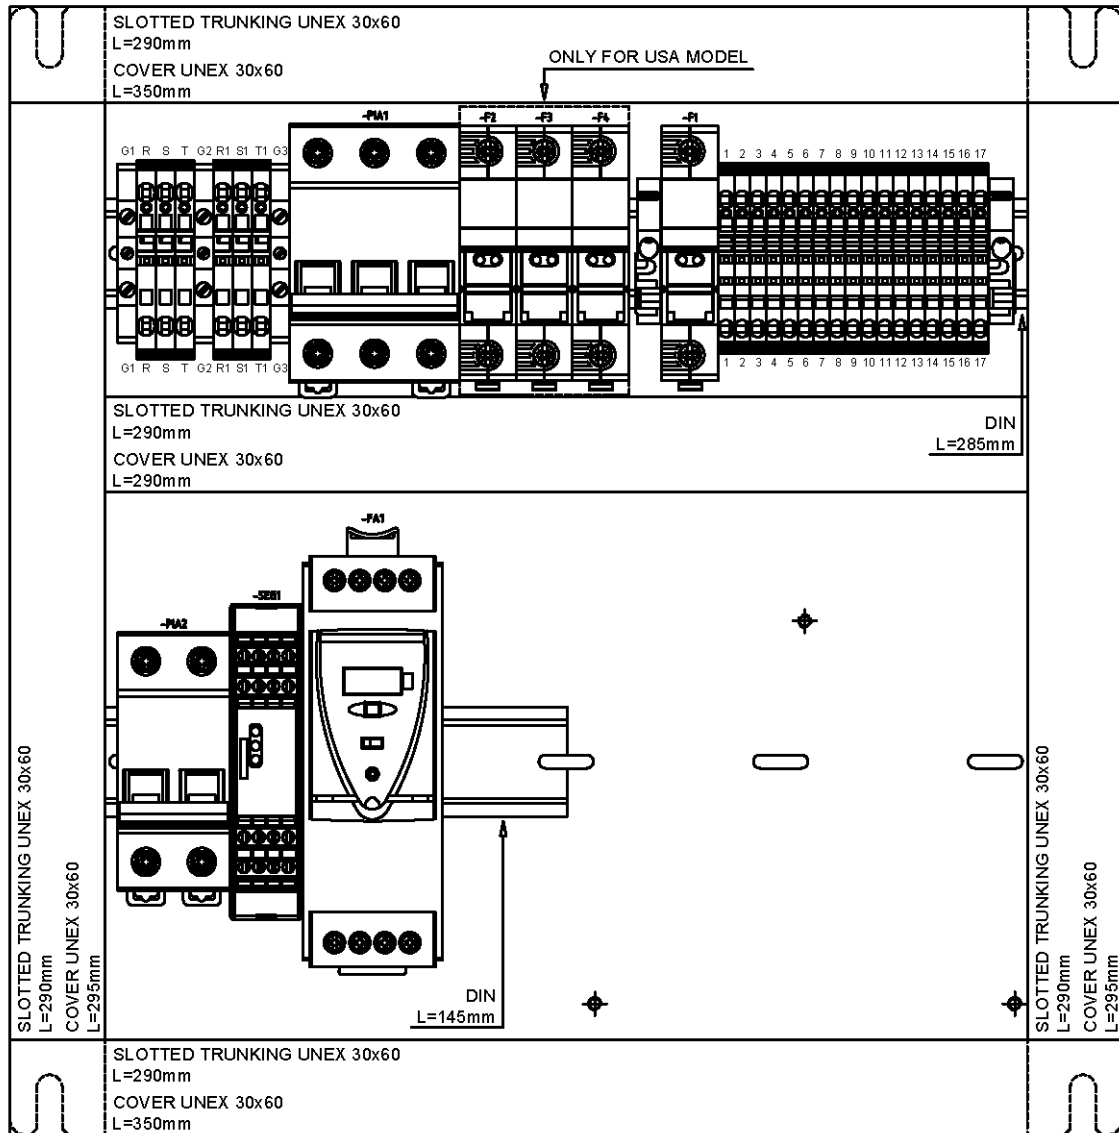 SLOTTED TRUNKING UNEX 30x60
L=290mm
COVER UNEX 30x60
L=350mm
ONLY FOR USA MODEL
-PIA1
-F2
-F3
-F4
-F1
G1 R S T G2 R1 S1 T1 G3
1 2 3 4 5 6 7 8 9 10 11 12 13 14 15 16 17
G1 R S T G2 R1 S1 T1 G3
1 2 3 4 5 6 7 8 9 10 11 12 13 14 15 16 17
SLOTTED TRUNKING UNEX 30x60
L=290mm
COVER UNEX 30x60
L=290mm
DIN
L=285mm
-FA1
-SEG1
-PIA2
SLOTTED TRUNKING UNEX 30x60
L=290mm
COVER UNEX 30x60
L=295mm
DIN
L=145mm
SLOTTED TRUNKING UNEX 30x60
L=290mm
COVER UNEX 30x60
L=295mm
SLOTTED TRUNKING UNEX 30x60
L=290mm
COVER UNEX 30x60
L=350mm